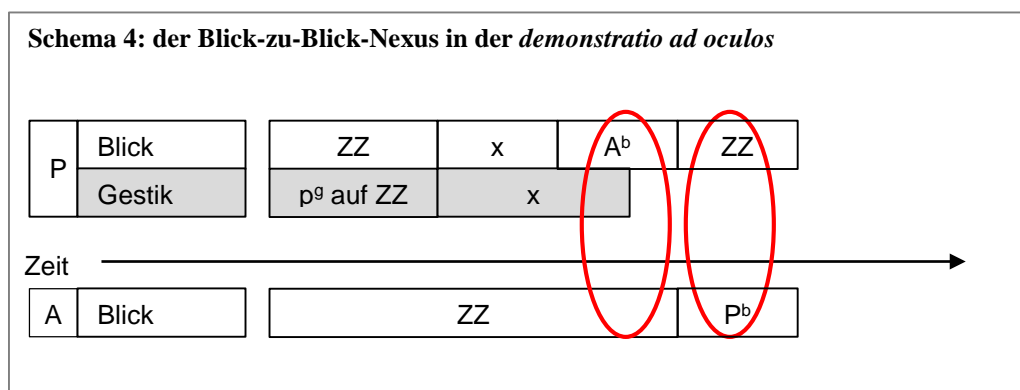 Schema 4: der Blick-zu-Blick-Nexus in der demonstratio ad oculos
P Blick ZZ x Aᵇ ZZ
Gestik pᵍ auf ZZ x
Zeit
A Blick ZZ Pᵇ